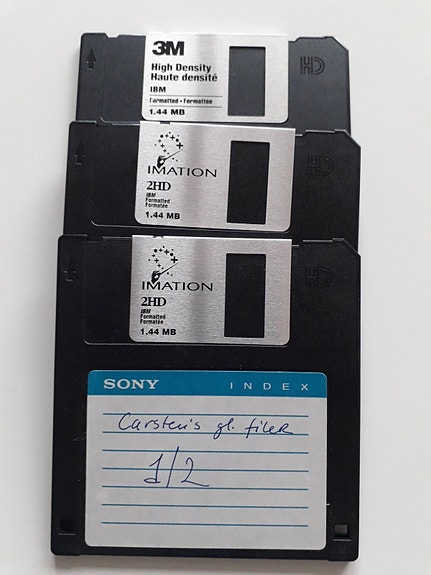 3M
High Density
Haute densité
IBM
Formatted - Formattée
1.44 MB
HD
IMATION
2HD
IBM
Formatted
Formatée
1.44 MB
HD
IMATION
2HD
IBM
Formatted
Formatée
1.44 MB
HD
SONY INDEX
Carsten's gl. filer
1/2